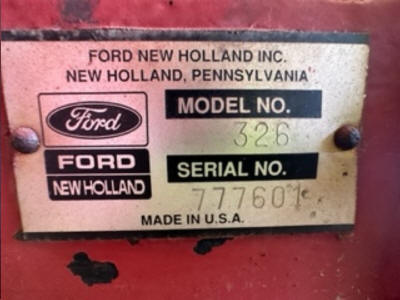 FORD NEW HOLLAND INC.
NEW HOLLAND, PENNSYLVANIA
Ford
MODEL NO.
326
FORD
NEW HOLLAND
SERIAL NO.
777601
MADE IN U.S.A.